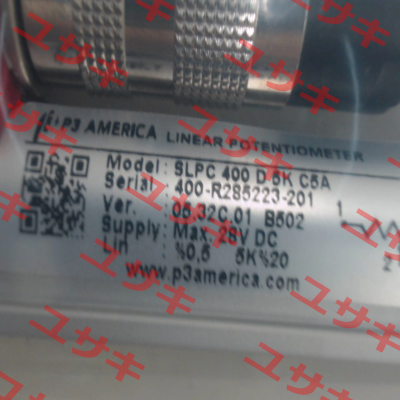 P3 AMERICA LINEAR POTENTIOMETER
Model: SLPC 400 D 5K C5A
Serial: 400-R285223-201
Ver. : 05.32C.01 B502
Supply: Max. 28V DC
Lin : %0,5 5K%20
www.p3america.com
1
2
ユサキ
ユサキ
ユサキ
ユサキ
ユサキ
ユサキ
ユサキ
ユサキ